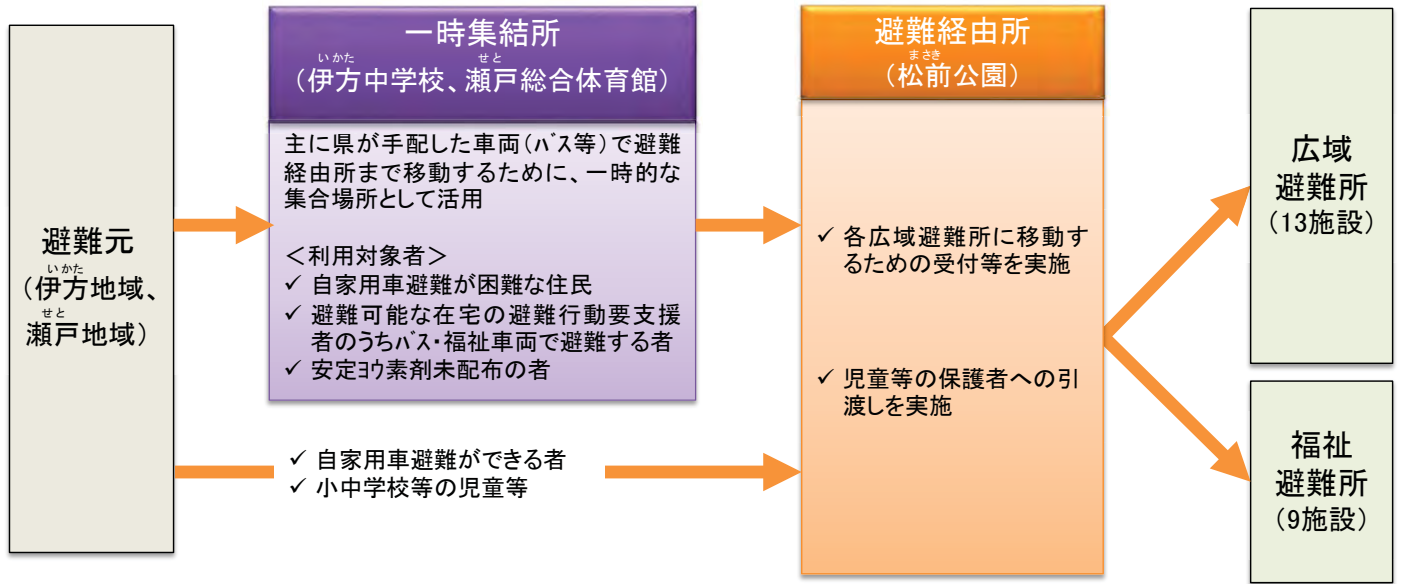 避難元
いかた
(伊方地域、
せと
瀬戸地域)
一時集結所
いかた せと
(伊方中学校、瀬戸総合体育館)
主に県が手配した車両(バス等)で避難
経由所まで移動するために、一時的な
集合場所として活用
<利用対象者>
✓ 自家用車避難が困難な住民
✓ 避難可能な在宅の避難行動要支援
者のうちバス・福祉車両で避難する者
✓ 安定ヨウ素剤未配布の者
✓ 自家用車避難ができる者
✓ 小中学校等の児童等
避難経由所
まさき
(松前公園)
✓ 各広域避難所に移動す
るための受付等を実施
✓ 児童等の保護者への引
渡しを実施
広域
避難所
(13施設)
福祉
避難所
(9施設)